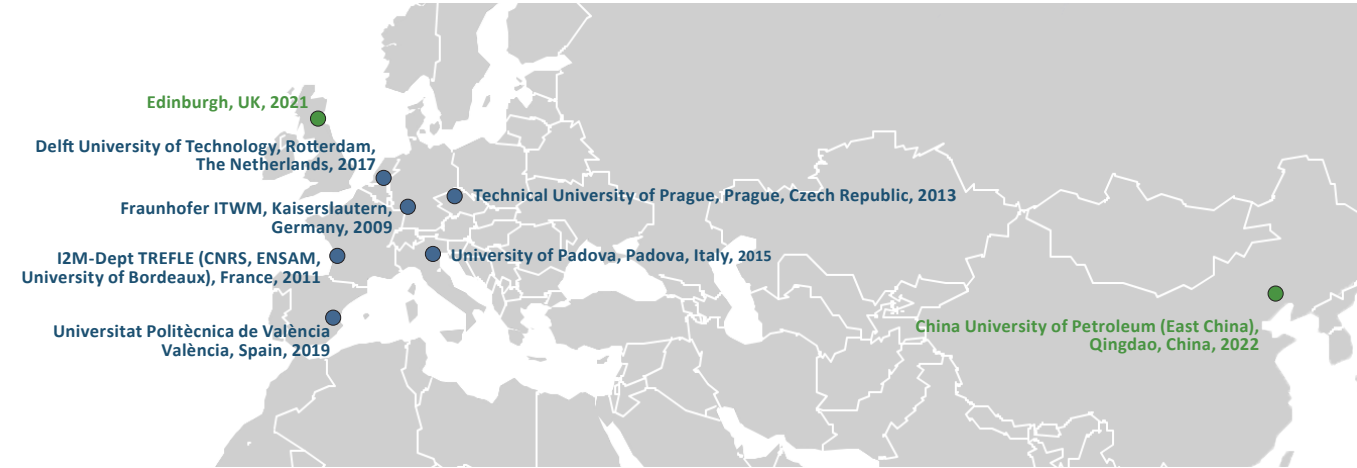 Edinburgh, UK, 2021
Delft University of Technology, Rotterdam,
The Netherlands, 2017
Technical University of Prague, Prague, Czech Republic, 2013
Fraunhofer ITWM, Kaiserslautern,
Germany, 2009
I2M-Dept TREFLE (CNRS, ENSAM,
University of Bordeaux), France, 2011
University of Padova, Padova, Italy, 2015
Universitat Politècnica de València
València, Spain, 2019
China University of Petroleum (East China),
Qingdao, China, 2022